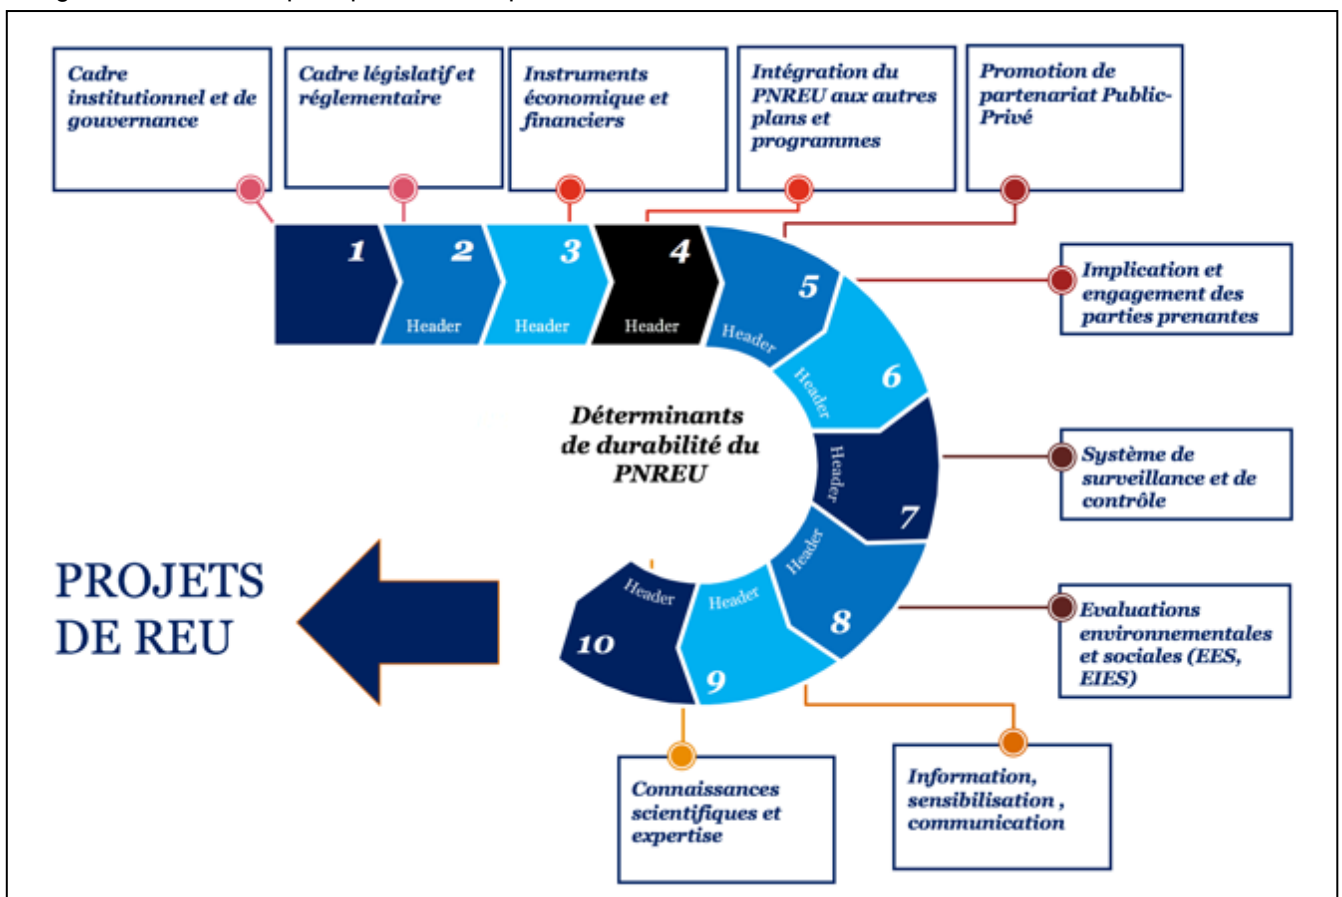 Cadre
institutionnel et de
gouvernance
Cadre législatif et
réglementaire
Instruments
économique et
financiers
Intégration du
PNREU aux autres
plans et
programmes
Promotion de
partenariat Public-
Privé
1
2
Header
3
Header
4
Header
5
Header
Implication et
engagement des
parties prenantes
6
Header
Déterminants
de durabilité du
PNREU
7
Header
Système de
surveillance et de
contrôle
8
Header
Evaluations
environnementales
et sociales (EES,
EIES)
9
Header
10
Header
PROJETS
DE REU
Connaissances
scientifiques et
expertise
Information,
sensibilisation ,
communication